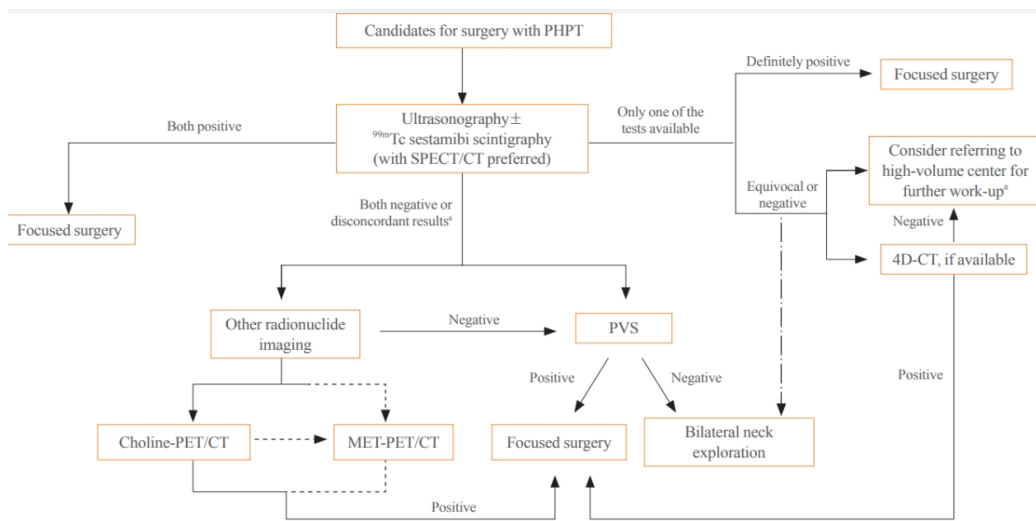 Candidates for surgery with PHPT
Definitely positive
Focused surgery
Both positive
Ultrasonography±
⁹⁹ᵐTc sestamibi scintigraphy
(with SPECT/CT preferred)
Only one of the
tests available
Consider referring to
high-volume center for
further work-upᵃ
Equivocal or
negative
Both negative or
discordant resultsᵃ
Focused surgery
Negative
4D-CT, if available
Other radionuclide
imaging
Negative
PVS
Positive
Negative
Positive
Choline-PET/CT
MET-PET/CT
Focused surgery
Bilateral neck
exploration
Positive